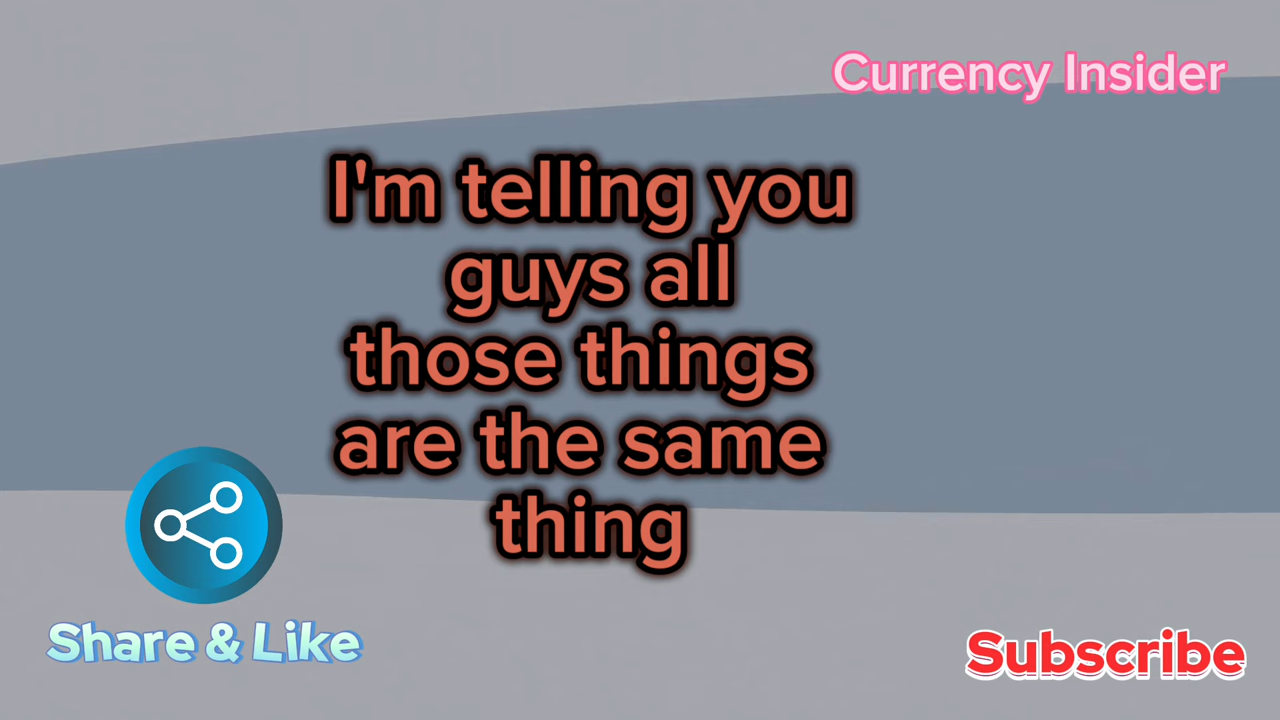 Currency Insider
I'm telling you
guys all
those things
are the same
thing
Share & Like
Subscribe